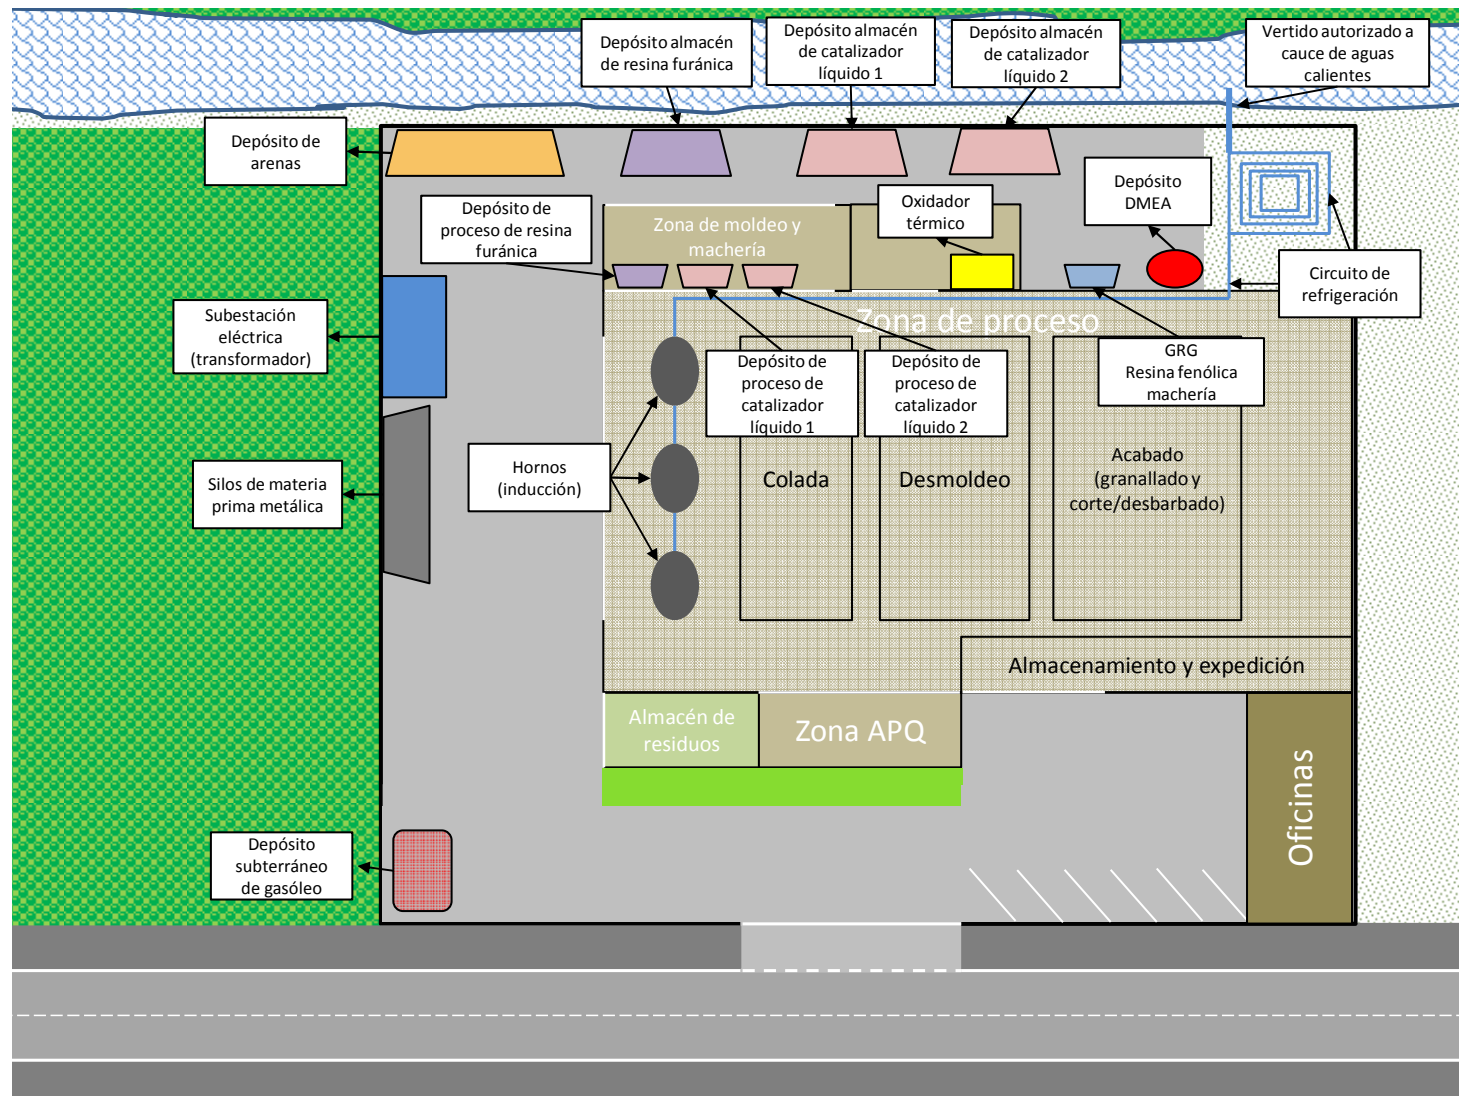 Depósito almacén
de resina furánica
Depósito almacén
de catalizador
líquido 1
Depósito almacén
de catalizador
líquido 2
Vertido autorizado a
cauce de aguas
calientes
Depósito de
arenas
Depósito de
proceso de resina
furánica
Zona de moldeo y
machería
Oxidador
térmico
Depósito
DMEA
Circuito de
refrigeración
Subestación
eléctrica
(transformador)
Zona de proceso
Depósito de
proceso de
catalizador
líquido 1
Depósito de
proceso de
catalizador
líquido 2
GRG
Resina fenólica
machería
Silos de materia
prima metálica
Hornos
(inducción)
Colada
Desmoldeo
Acabado
(granallado y
corte/desbarbado)
Almacenamiento y expedición
Almacén de
residuos
Zona APQ
Oficinas
Depósito
subterráneo
de gasóleo